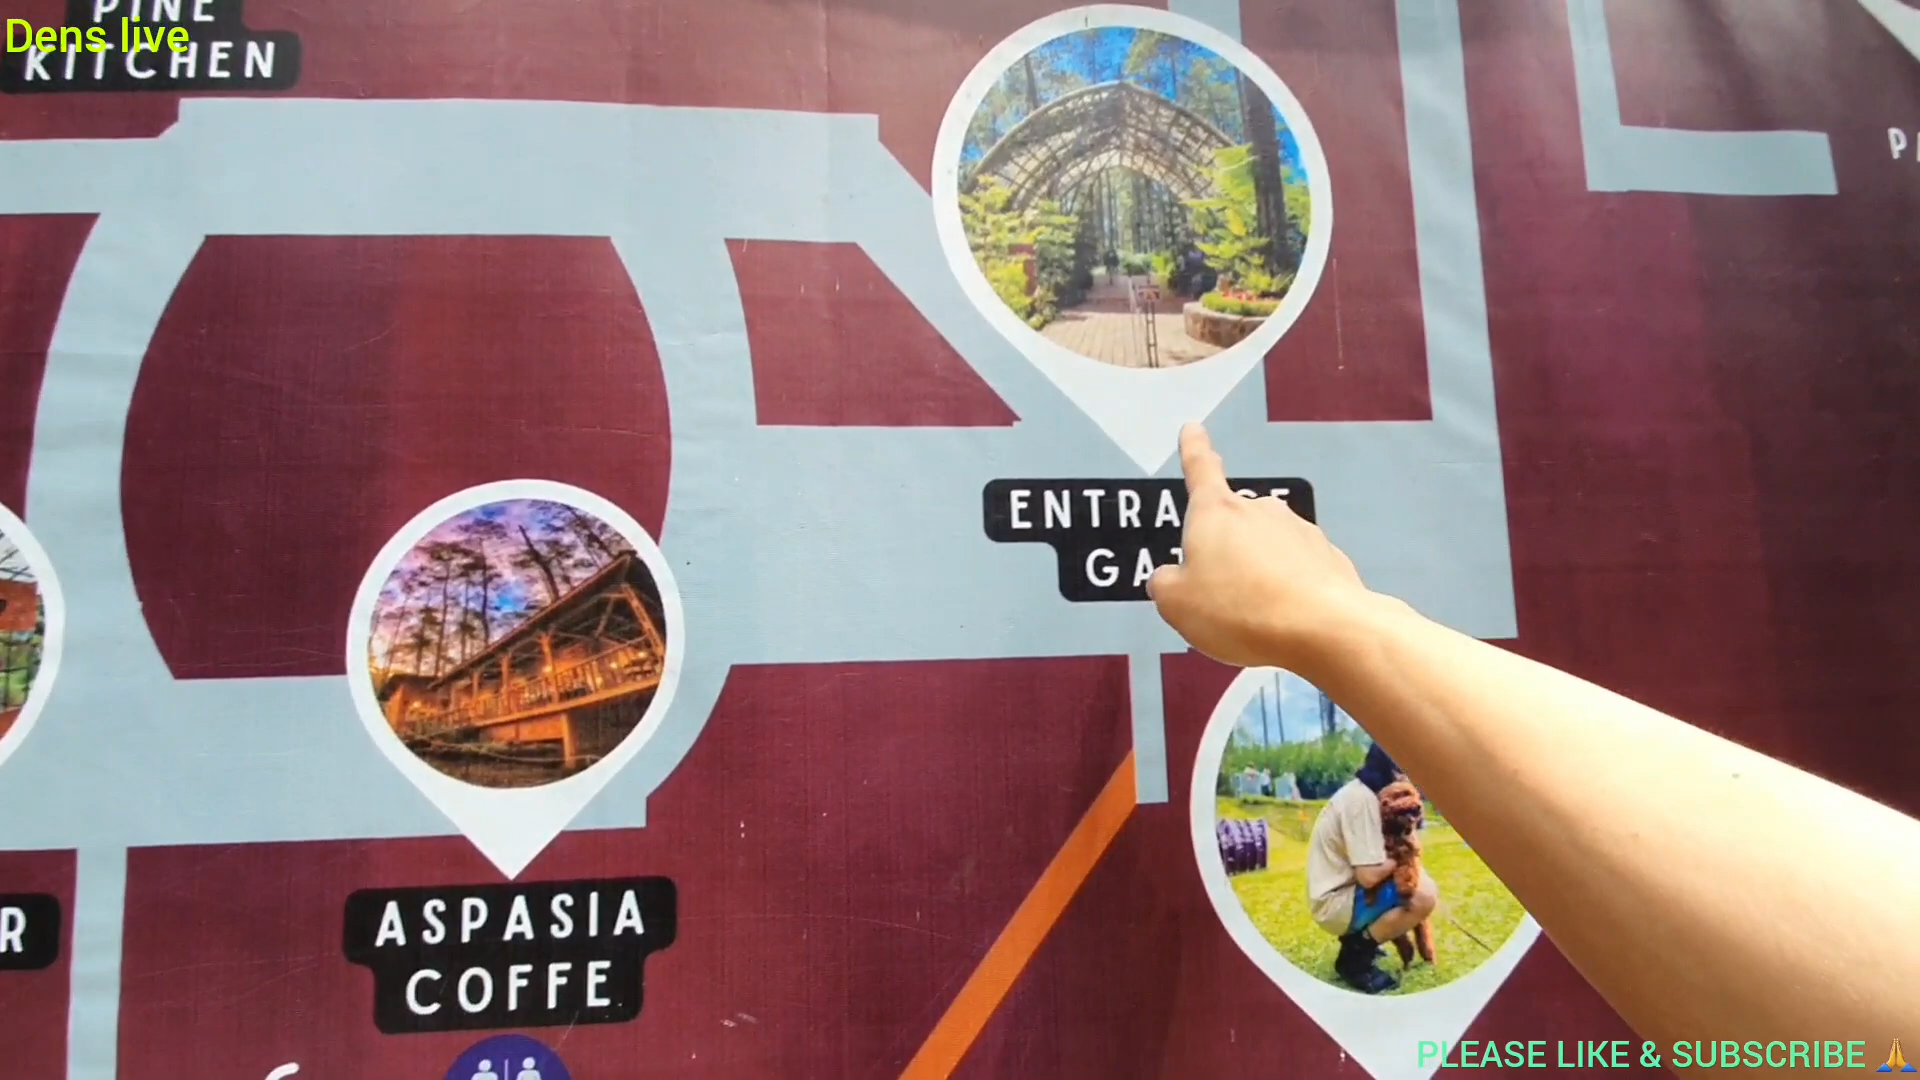 PINE
KITCHEN
Dens live
ENTRA
GA
ASPASIA
COFFE
R
PLEASE LIKE & SUBSCRIBE 🙏